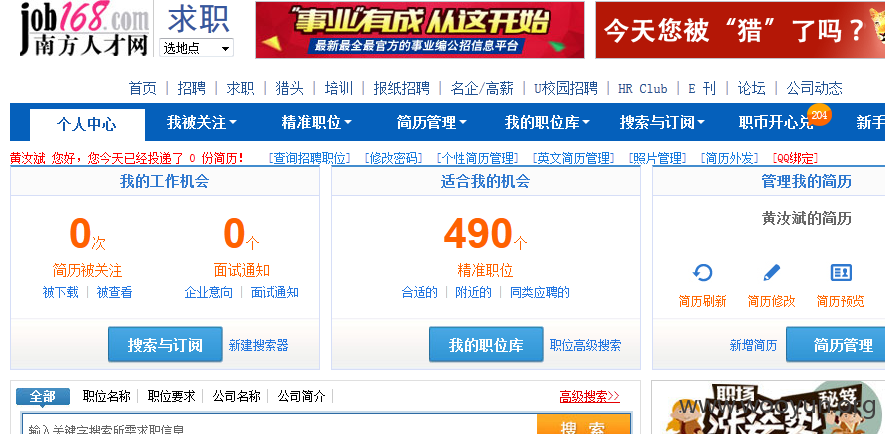 job168.com
南方人才网
求职
选地点
"事业"有成 从这开始
最新最全最官方的事业编公招信息平台
今天您被“猎”了吗？
首页 | 招聘 | 求职 | 猎头 | 培训 | 报纸招聘 | 名企/高薪 | U校园招聘 | HR Club | E 刊 | 论坛 | 公司动态
个人中心 我被关注 精准职位 简历管理 我的职位库 搜索与订阅 职币开心兑 204 新手
黄汝斌 您好，您今天已经投递了 0 份简历！ [查询招聘职位] [修改密码] [个性简历管理] [英文简历管理] [照片管理] [简历外发] [QQ绑定]
我的工作机会
0次 0个
简历被关注 面试通知
被下载 | 被查看 企业意向 | 面试通知
搜索与订阅 新建搜索器
适合我的机会
490个
精准职位
合适的 | 附近的 | 同类应聘的
我的职位库 职位高级搜索
管理我的简历
黄汝斌的简历
简历刷新 简历修改 简历预览
新增简历 简历管理
全部 职位名称 | 职位要求 | 公司名称 | 公司简介 | 高级搜索>>
输入关键字搜索所需求职信息 搜 索
职场 秘笈
www.wooyun.org